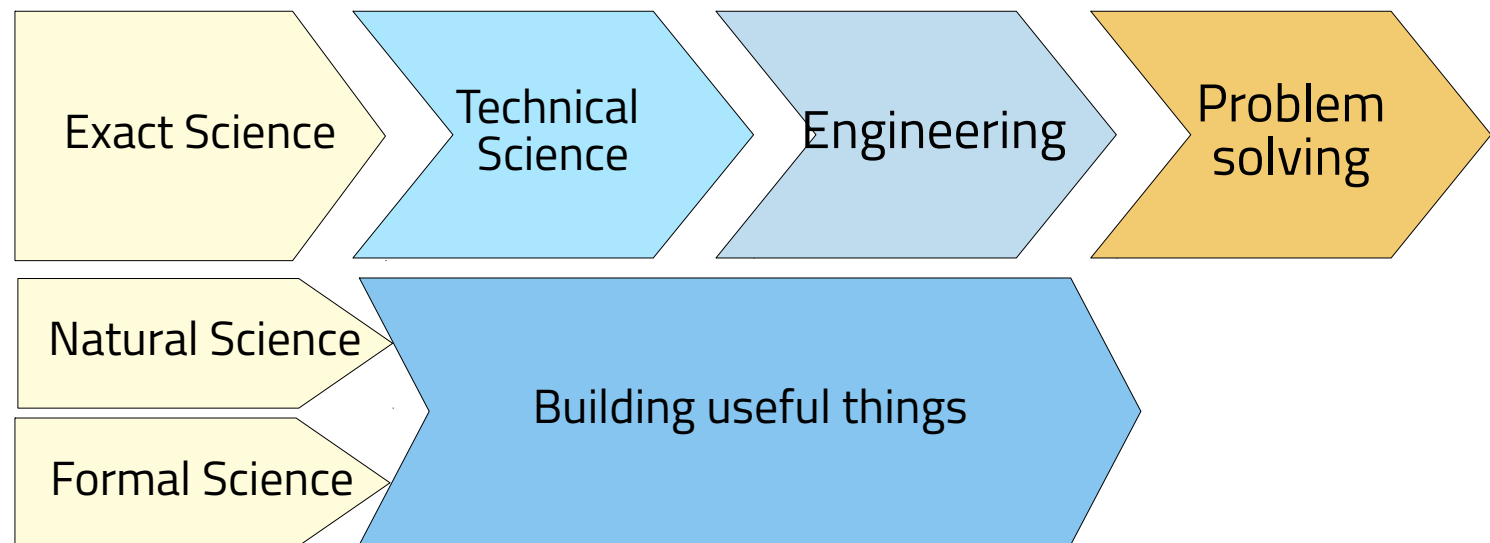 Exact Science
Technical
Science
Engineering
Problem
solving
Natural Science
Building useful things
Formal Science